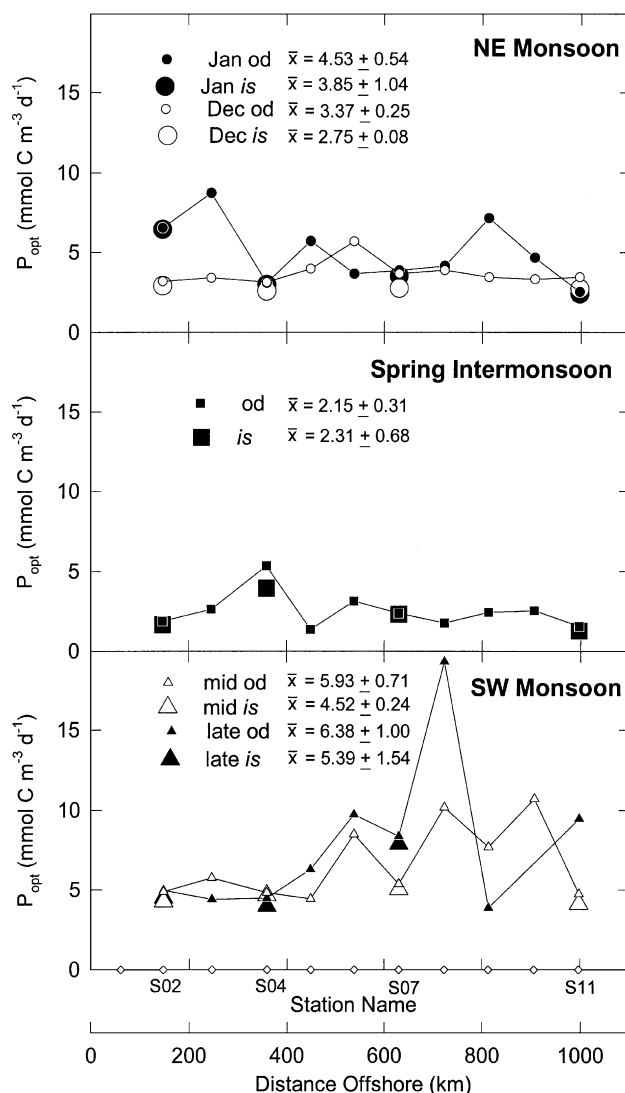 NE Monsoon
Jan od x̄ = 4.53 ± 0.54
Jan is x̄ = 3.85 ± 1.04
Dec od x̄ = 3.37 ± 0.25
Dec is x̄ = 2.75 ± 0.08
P_opt (mmol C m⁻³ d⁻¹)
15
10
5
0
Spring Intermonsoon
od x̄ = 2.15 ± 0.31
is x̄ = 2.31 ± 0.68
P_opt (mmol C m⁻³ d⁻¹)
15
10
5
0
SW Monsoon
mid od x̄ = 5.93 ± 0.71
mid is x̄ = 4.52 ± 0.24
late od x̄ = 6.38 ± 1.00
late is x̄ = 5.39 ± 1.54
P_opt (mmol C m⁻³ d⁻¹)
15
10
5
0
S02 S04 S07 S11
Station Name
0 200 400 600 800 1000
Distance Offshore (km)